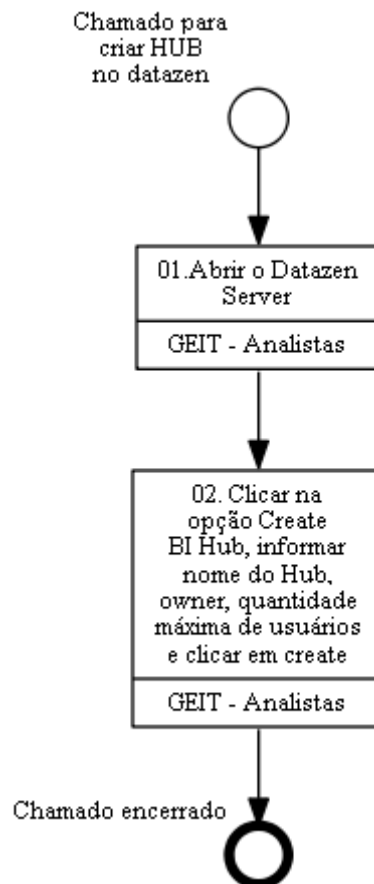 Chamado para
criar HUB
no datazen
01.Abrir o Datazen
Server
GEIT - Analistas
02. Clicar na
opção Create
BI Hub, informar
nome do Hub,
owner, quantidade
máxima de usuários
e clicar em create
GEIT - Analistas
Chamado encerrado